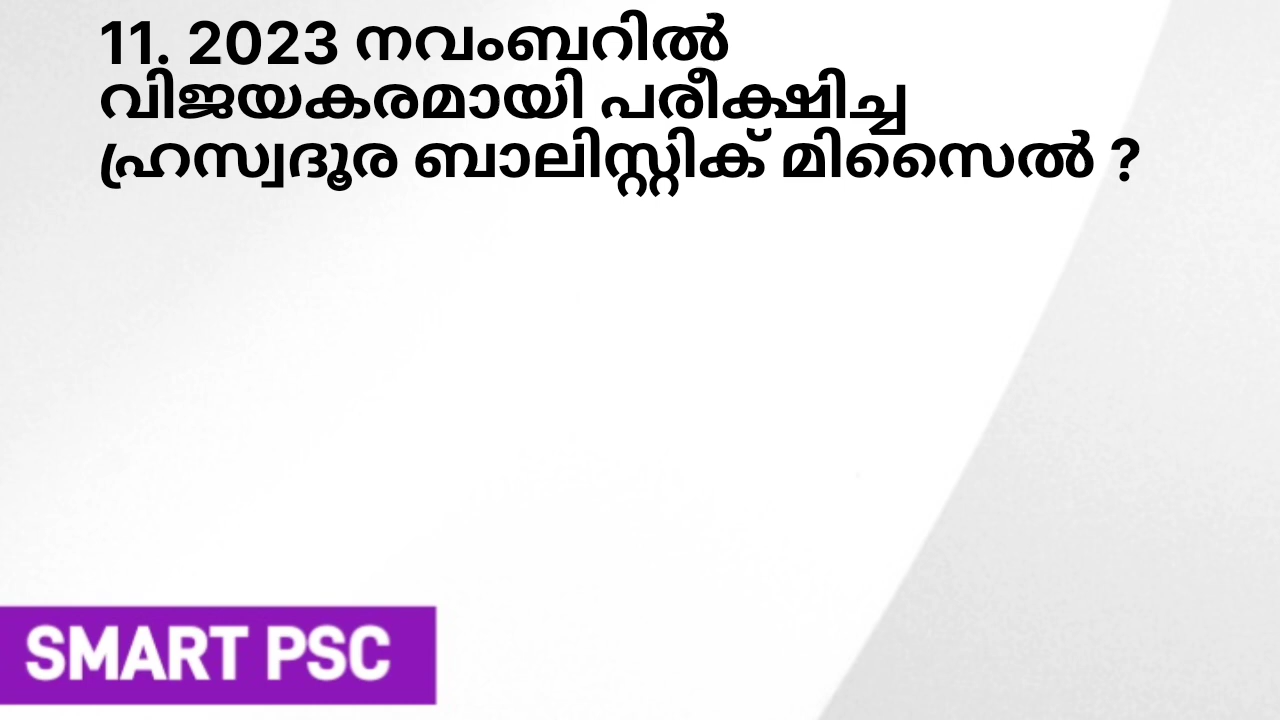 11. 2023 നവംബറിൽ
വിജയകരമായി പരീക്ഷിച്ച
ഹ്രസ്വദൂര ബാലിസ്റ്റിക് മിസൈൽ ?
SMART PSC